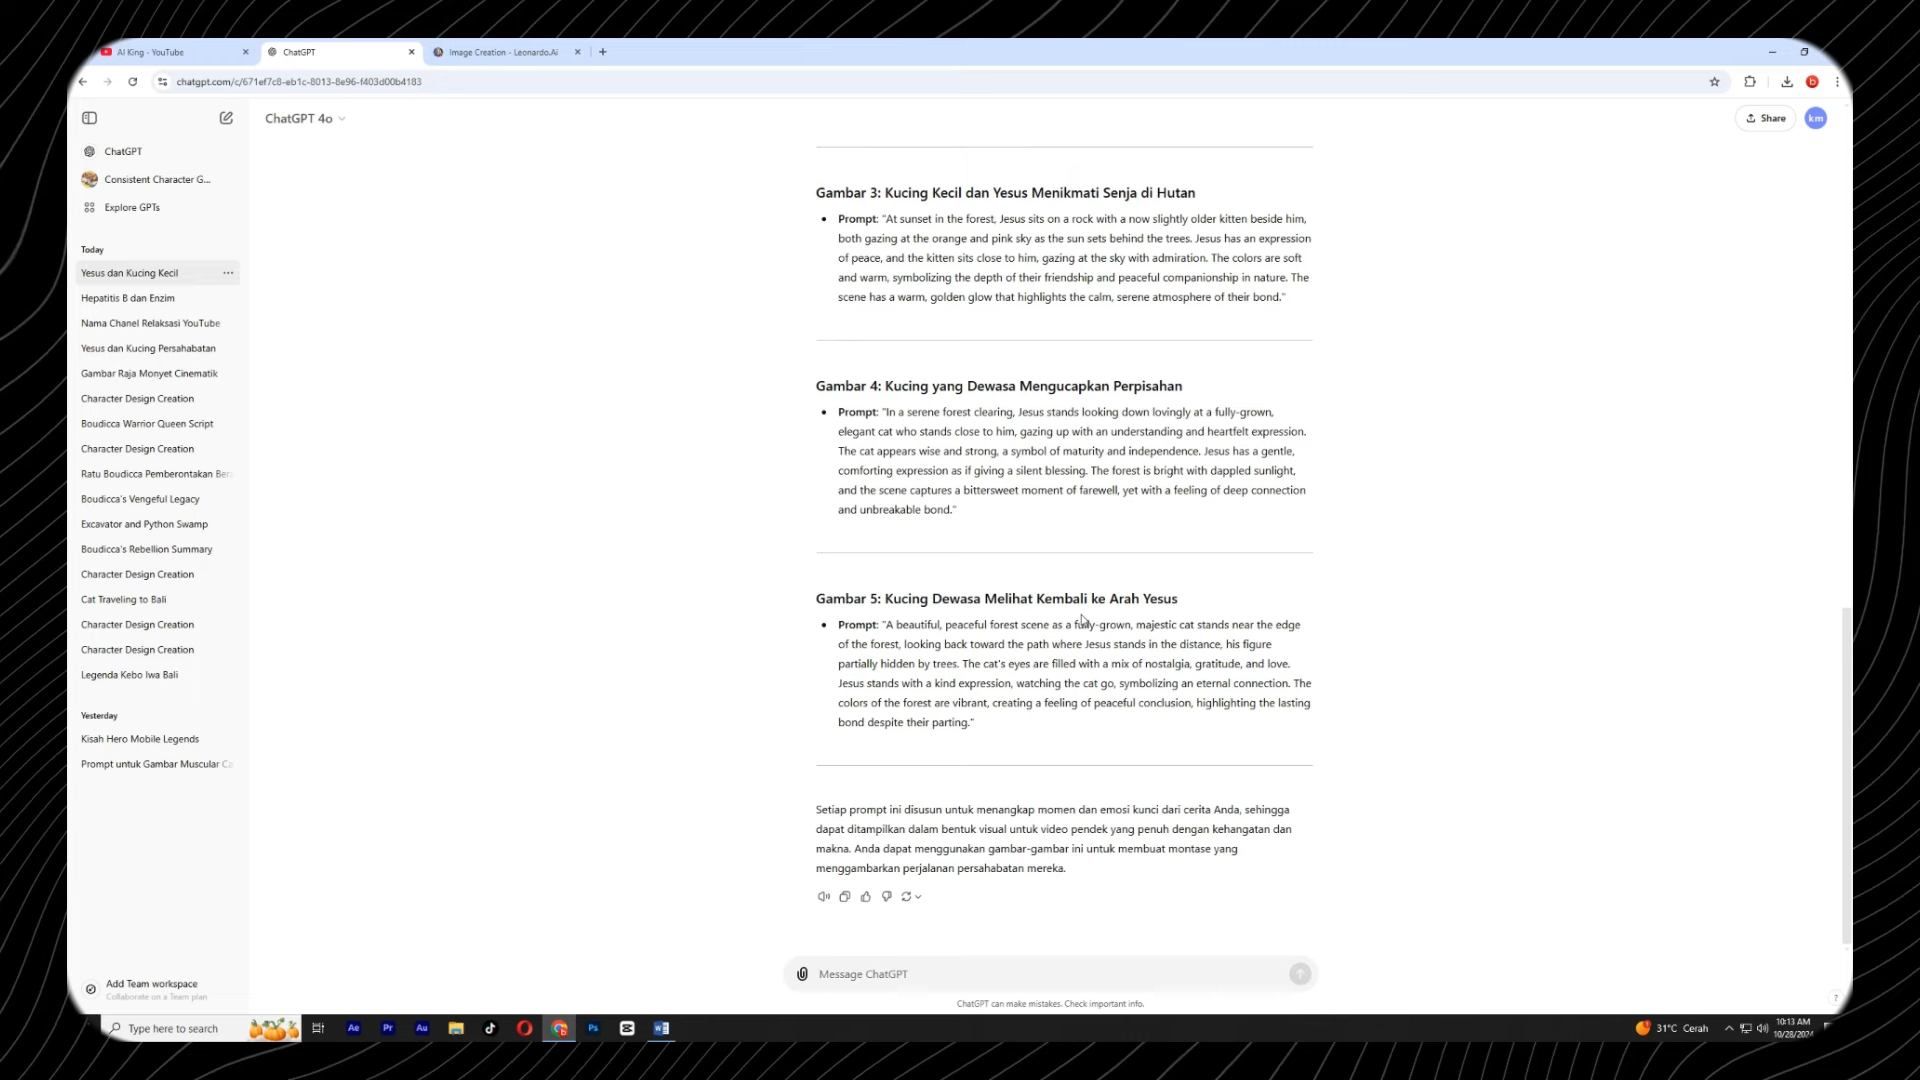 AI King - YouTube
ChatGPT
Image Creation - Leonardo.Ai
chatgpt.com/c/671ef7c8-eb1c-8013-8e96-f403d00b4183
ChatGPT 4o
Share
km
ChatGPT
Consistent Character G...
Explore GPTs
Today
Yesus dan Kucing Kecil
Hepatitis B dan Enzim
Nama Chanel Relaksasi YouTube
Yesus dan Kucing Persahabatan
Gambar Raja Monyet Cinematik
Character Design Creation
Boudicca Warrior Queen Script
Character Design Creation
Ratu Boudicca Pemberontakan Ber
Boudicca's Vengeful Legacy
Excavator and Python Swamp
Boudicca's Rebellion Summary
Character Design Creation
Cat Traveling to Bali
Character Design Creation
Character Design Creation
Legenda Kebo Iwa Bali
Yesterday
Kisah Hero Mobile Legends
Prompt untuk Gambar Muscular Ca
Add Team workspace
Collaborate on a Team plan
Gambar 3: Kucing Kecil dan Yesus Menikmati Senja di Hutan
Prompt: "At sunset in the forest, Jesus sits on a rock with a now slightly older kitten beside him,
both gazing at the orange and pink sky as the sun sets behind the trees. Jesus has an expression
of peace, and the kitten sits close to him, gazing at the sky with admiration. The colors are soft
and warm, symbolizing the depth of their friendship and peaceful companionship in nature. The
scene has a warm, golden glow that highlights the calm, serene atmosphere of their bond."
Gambar 4: Kucing yang Dewasa Mengucapkan Perpisahan
Prompt: "In a serene forest clearing, Jesus stands looking down lovingly at a fully-grown,
elegant cat who stands close to him, gazing up with an understanding and heartfelt expression.
The cat appears wise and strong, a symbol of maturity and independence. Jesus has a gentle,
comforting expression as if giving a silent blessing. The forest is bright with dappled sunlight,
and the scene captures a bittersweet moment of farewell, yet with a feeling of deep connection
and unbreakable bond."
Gambar 5: Kucing Dewasa Melihat Kembali ke Arah Yesus
Prompt: "A beautiful, peaceful forest scene as a fully-grown, majestic cat stands near the edge
of the forest, looking back toward the path where Jesus stands in the distance, his figure
partially hidden by trees. The cat's eyes are filled with a mix of nostalgia, gratitude, and love.
Jesus stands with a kind expression, watching the cat go, symbolizing an eternal connection. The
colors of the forest are vibrant, creating a feeling of peaceful conclusion, highlighting the lasting
bond despite their parting."
Setiap prompt ini disusun untuk menangkap momen dan emosi kunci dari cerita Anda, sehingga
dapat ditampilkan dalam bentuk visual untuk video pendek yang penuh dengan kehangatan dan
makna. Anda dapat menggunakan gambar-gambar ini untuk membuat montase yang
menggambarkan perjalanan persahabatan mereka.
Message ChatGPT
ChatGPT can make mistakes. Check important info.
?
Type here to search
Ae
Pr
Au
Ps
31°C Cerah
10:13 AM
10/28/2024